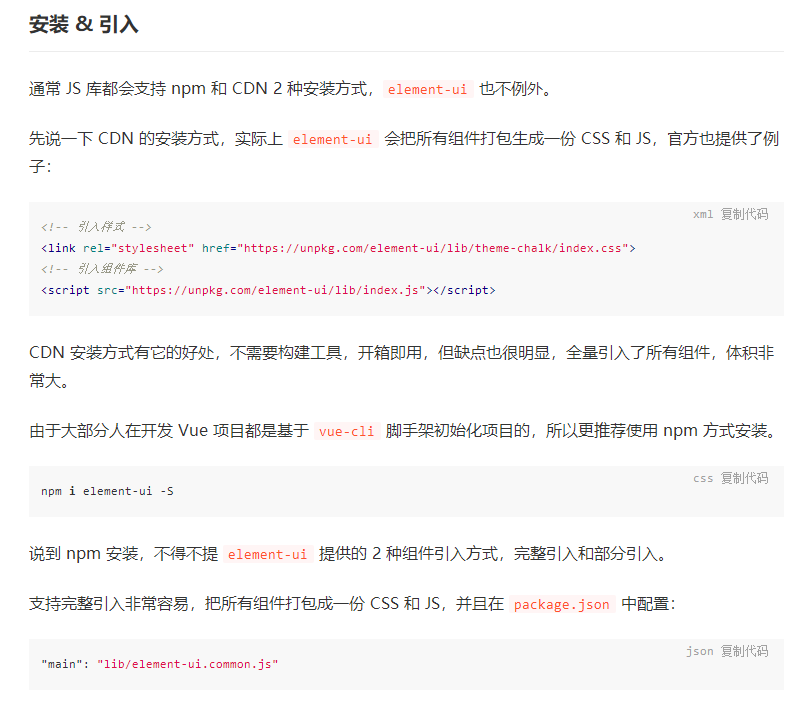 安装 & 引入
通常 JS 库都会支持 npm 和 CDN 2 种安装方式，element-ui 也不例外。
先说一下 CDN 的安装方式，实际上 element-ui 会把所有组件打包生成一份 CSS 和 JS，官方也提供了例
子：
xml 复制代码
<!-- 引入样式 -->
<link rel="stylesheet" href="https://unpkg.com/element-ui/lib/theme-chalk/index.css">
<!-- 引入组件库 -->
<script src="https://unpkg.com/element-ui/lib/index.js"></script>
CDN 安装方式有它的好处，不需要构建工具，开箱即用，但缺点也很明显，全量引入了所有组件，体积非
常大。
由于大部分人在开发 Vue 项目都是基于 vue-cli 脚手架初始化项目的，所以更推荐使用 npm 方式安装。
css 复制代码
npm i element-ui -S
说到 npm 安装，不得不提 element-ui 提供的 2 种组件引入方式，完整引入和部分引入。
支持完整引入非常容易，把所有组件打包成一份 CSS 和 JS，并且在 package.json 中配置：
json 复制代码
"main": "lib/element-ui.common.js"